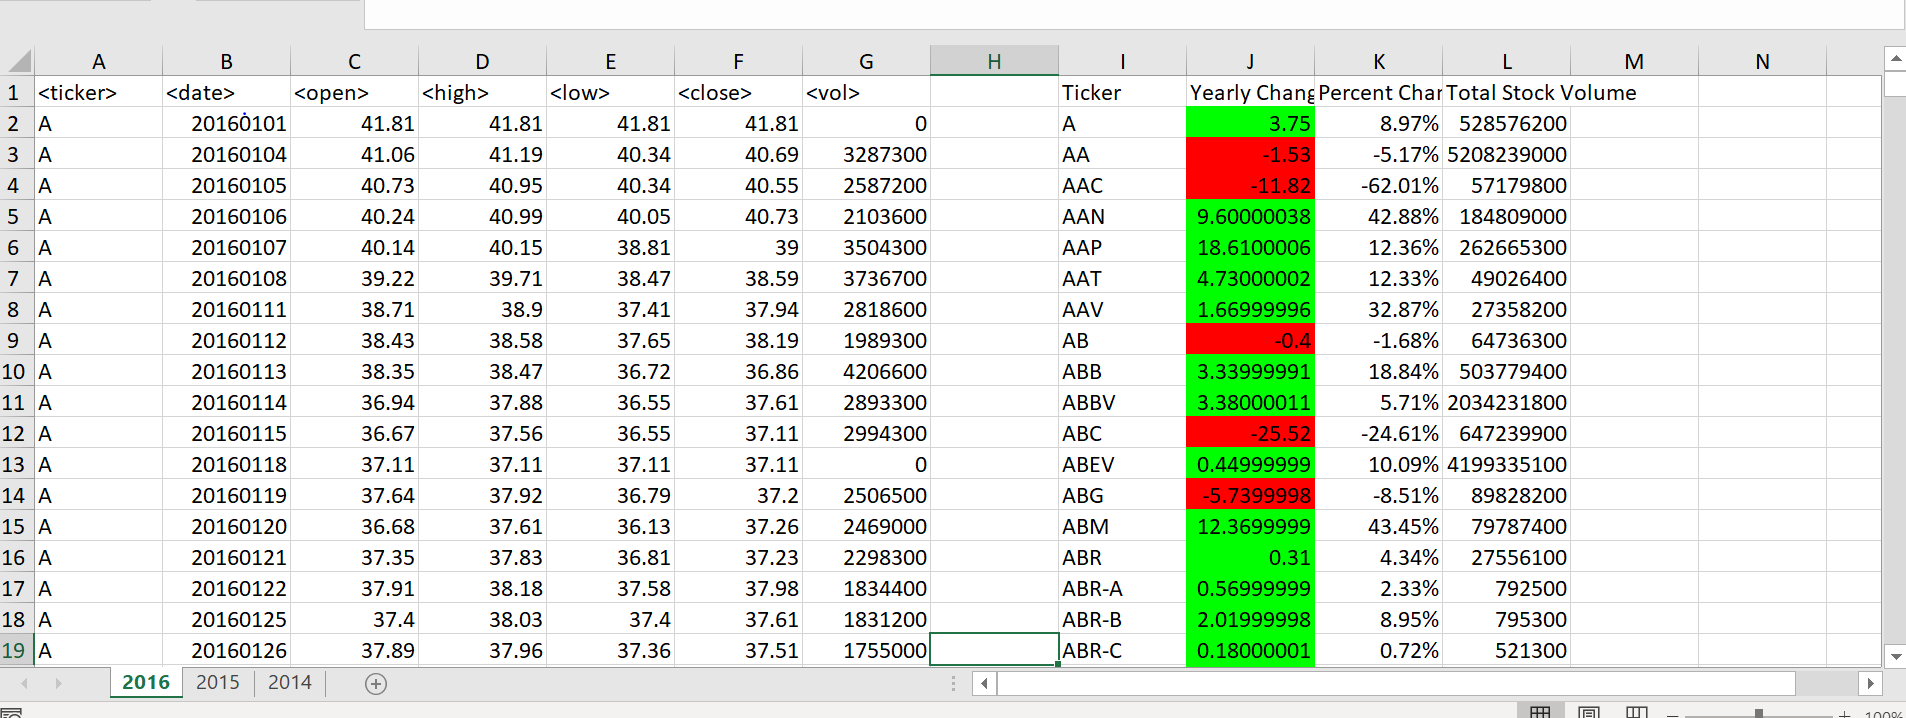 A B C D E F G H I J K L M N
1 <ticker> <date> <open> <high> <low> <close> <vol> Ticker Yearly Chang Percent Char Total Stock Volume
2 A 20160101 41.81 41.81 41.81 41.81 0 A 3.75 8.97% 528576200
3 A 20160104 41.06 41.19 40.34 40.69 3287300 AA -1.53 -5.17% 5208239000
4 A 20160105 40.73 40.95 40.34 40.55 2587200 AAC -11.82 -62.01% 57179800
5 A 20160106 40.24 40.99 40.05 40.73 2103600 AAN 9.60000038 42.88% 184809000
6 A 20160107 40.14 40.15 38.81 39 3504300 AAP 18.6100006 12.36% 262665300
7 A 20160108 39.22 39.71 38.47 38.59 3736700 AAT 4.73000002 12.33% 49026400
8 A 20160111 38.71 38.9 37.41 37.94 2818600 AAV 1.66999996 32.87% 27358200
9 A 20160112 38.43 38.58 37.65 38.19 1989300 AB -0.4 -1.68% 64736300
10 A 20160113 38.35 38.47 36.72 36.86 4206600 ABB 3.33999991 18.84% 503779400
11 A 20160114 36.94 37.88 36.55 37.61 2893300 ABBV 3.38000011 5.71% 2034231800
12 A 20160115 36.67 37.56 36.55 37.11 2994300 ABC -25.52 -24.61% 647239900
13 A 20160118 37.11 37.11 37.11 37.11 0 ABEV 0.44999999 10.09% 4199335100
14 A 20160119 37.64 37.92 36.79 37.2 2506500 ABG -5.7399998 -8.51% 89828200
15 A 20160120 36.68 37.61 36.13 37.26 2469000 ABM 12.3699999 43.45% 79787400
16 A 20160121 37.35 37.83 36.81 37.23 2298300 ABR 0.31 4.34% 27556100
17 A 20160122 37.91 38.18 37.58 37.98 1834400 ABR-A 0.56999999 2.33% 792500
18 A 20160125 37.4 38.03 37.4 37.61 1831200 ABR-B 2.01999998 8.95% 795300
19 A 20160126 37.89 37.96 37.36 37.51 1755000 ABR-C 0.18000001 0.72% 521300
2016 2015 2014
100%